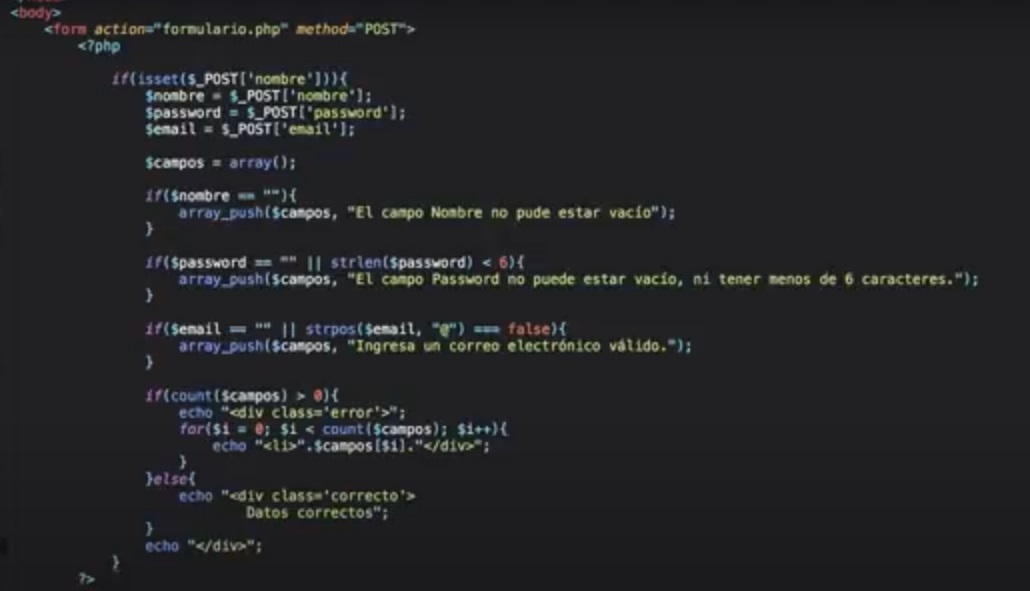 <body>
<form action="formulario.php" method="POST">
<?php
if(isset($_POST['nombre'])){
$nombre = $_POST['nombre'];
$password = $_POST['password'];
$email = $_POST['email'];
$campos = array();
if($nombre == ""){
array_push($campos, "El campo Nombre no pude estar vacío");
}
if($password == "" || strlen($password) < 6){
array_push($campos, "El campo Password no puede estar vacío, ni tener menos de 6 caracteres.");
}
if($email == "" || strpos($email, "@") === false){
array_push($campos, "Ingresa un correo electrónico válido.");
}
if(count($campos) > 0){
echo "<div class='error'>";
for($i = 0; $i < count($campos); $i++){
echo "<li>".$campos[$i]."</div>";
}
}else{
echo "<div class='correcto'>
Datos correctos";
}
echo "</div>";
}
?>